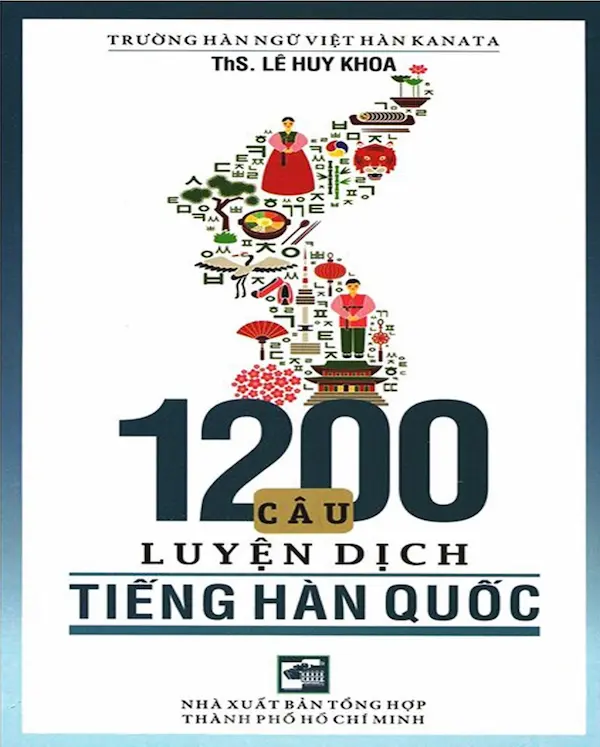 TRƯỜNG HÀN NGỮ VIỆT HÀN KANATA
ThS. LÊ HUY KHOA
1200
CÂU
LUYỆN DỊCH
TIẾNG HÀN QUỐC
NHÀ XUẤT BẢN TỔNG HỢP
THÀNH PHỐ HỒ CHÍ MINH